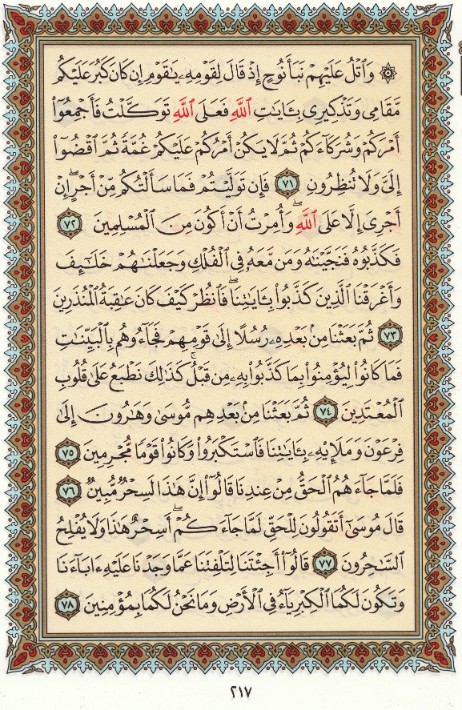 ۞ وَٱتْلُ عَلَيْهِمْ نَبَأَ نُوحٍ إِذْ قَالَ لِقَوْمِهِۦ يَـٰقَوْمِ إِن كَانَ كَبُرَ عَلَيْكُم
مَّقَامِى وَتَذْكِيرِى بِـَٔايَـٰتِ ٱللَّهِ فَعَلَى ٱللَّهِ تَوَكَّلْتُ فَأَجْمِعُوٓا۟
أَمْرَكُمْ وَشُرَكَآءَكُمْ ثُمَّ لَا يَكُنْ أَمْرُكُمْ عَلَيْكُمْ غُمَّةً ثُمَّ ٱقْضُوٓا۟
إِلَىَّ وَلَا تُنظِرُونِ ٧١ فَإِن تَوَلَّيْتُمْ فَمَا سَأَلْتُكُم مِّنْ أَجْرٍ ۖ إِنْ
أَجْرِىَ إِلَّا عَلَى ٱللَّهِ ۖ وَأُمِرْتُ أَنْ أَكُونَ مِنَ ٱلْمُسْلِمِينَ ٧٢
فَكَذَّبُوهُ فَنَجَّيْنَـٰهُ وَمَن مَّعَهُۥ فِى ٱلْفُلْكِ وَجَعَلْنَـٰهُمْ خَلَـٰٓئِفَ
وَأَغْرَقْنَا ٱلَّذِينَ كَذَّبُوا۟ بِـَٔايَـٰتِنَا ۖ فَٱنظُرْ كَيْفَ كَانَ عَـٰقِبَةُ ٱلْمُنذَرِينَ
٧٣ ثُمَّ بَعَثْنَا مِنۢ بَعْدِهِۦ رُسُلًا إِلَىٰ قَوْمِهِمْ فَجَآءُوهُم بِٱلْبَيِّنَـٰتِ
فَمَا كَانُوا۟ لِيُؤْمِنُوا۟ بِمَا كَذَّبُوا۟ بِهِۦ مِن قَبْلُ ۚ كَذَٰلِكَ نَطْبَعُ عَلَىٰ قُلُوبِ
ٱلْمُعْتَدِينَ ٧٤ ثُمَّ بَعَثْنَا مِنۢ بَعْدِهِم مُّوسَىٰ وَهَـٰرُونَ إِلَىٰ
فِرْعَوْنَ وَمَلَإِي۟هِۦ بِـَٔايَـٰتِنَا فَٱسْتَكْبَرُوا۟ وَكَانُوا۟ قَوْمًا مُّجْرِمِينَ ٧٥
فَلَمَّا جَآءَهُمُ ٱلْحَقُّ مِنْ عِندِنَا قَالُوٓا۟ إِنَّ هَـٰذَا لَسِحْرٌ مُّبِينٌ ٧٦
قَالَ مُوسَىٰٓ أَتَقُولُونَ لِلْحَقِّ لَمَّا جَآءَكُمْ ۖ أَسِحْرٌ هَـٰذَا وَلَا يُفْلِحُ
ٱلسَّـٰحِرُونَ ٧٧ قَالُوٓا۟ أَجِئْتَنَا لِتَلْفِتَنَا عَمَّا وَجَدْنَا عَلَيْهِ ءَابَآءَنَا
وَتَكُونَ لَكُمَا ٱلْكِبْرِيَآءُ فِى ٱلْأَرْضِ وَمَا نَحْنُ لَكُمَا بِمُؤْمِنِينَ ٧٨
٢١٧